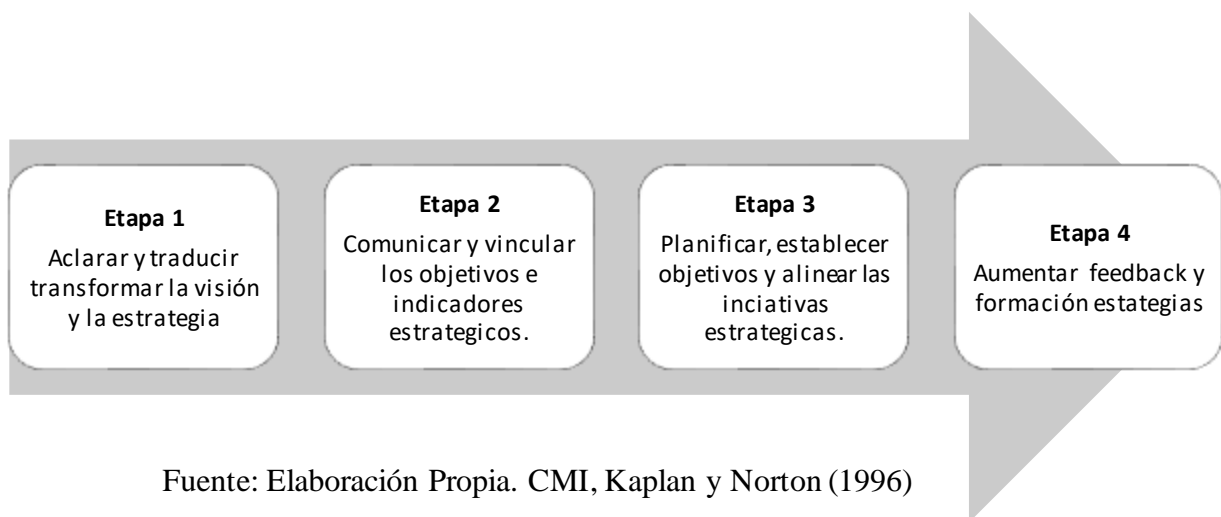 Etapa 1
Aclarar y traducir
transformar la visión
y la estrategia
Etapa 2
Comunicar y vincular
los objetivos e
indicadores
estrategicos.
Etapa 3
Planificar, establecer
objetivos y alinear las
inciativas
estrategicas.
Etapa 4
Aumentar feedback y
formación estategias
Fuente: Elaboración Propia. CMI, Kaplan y Norton (1996)